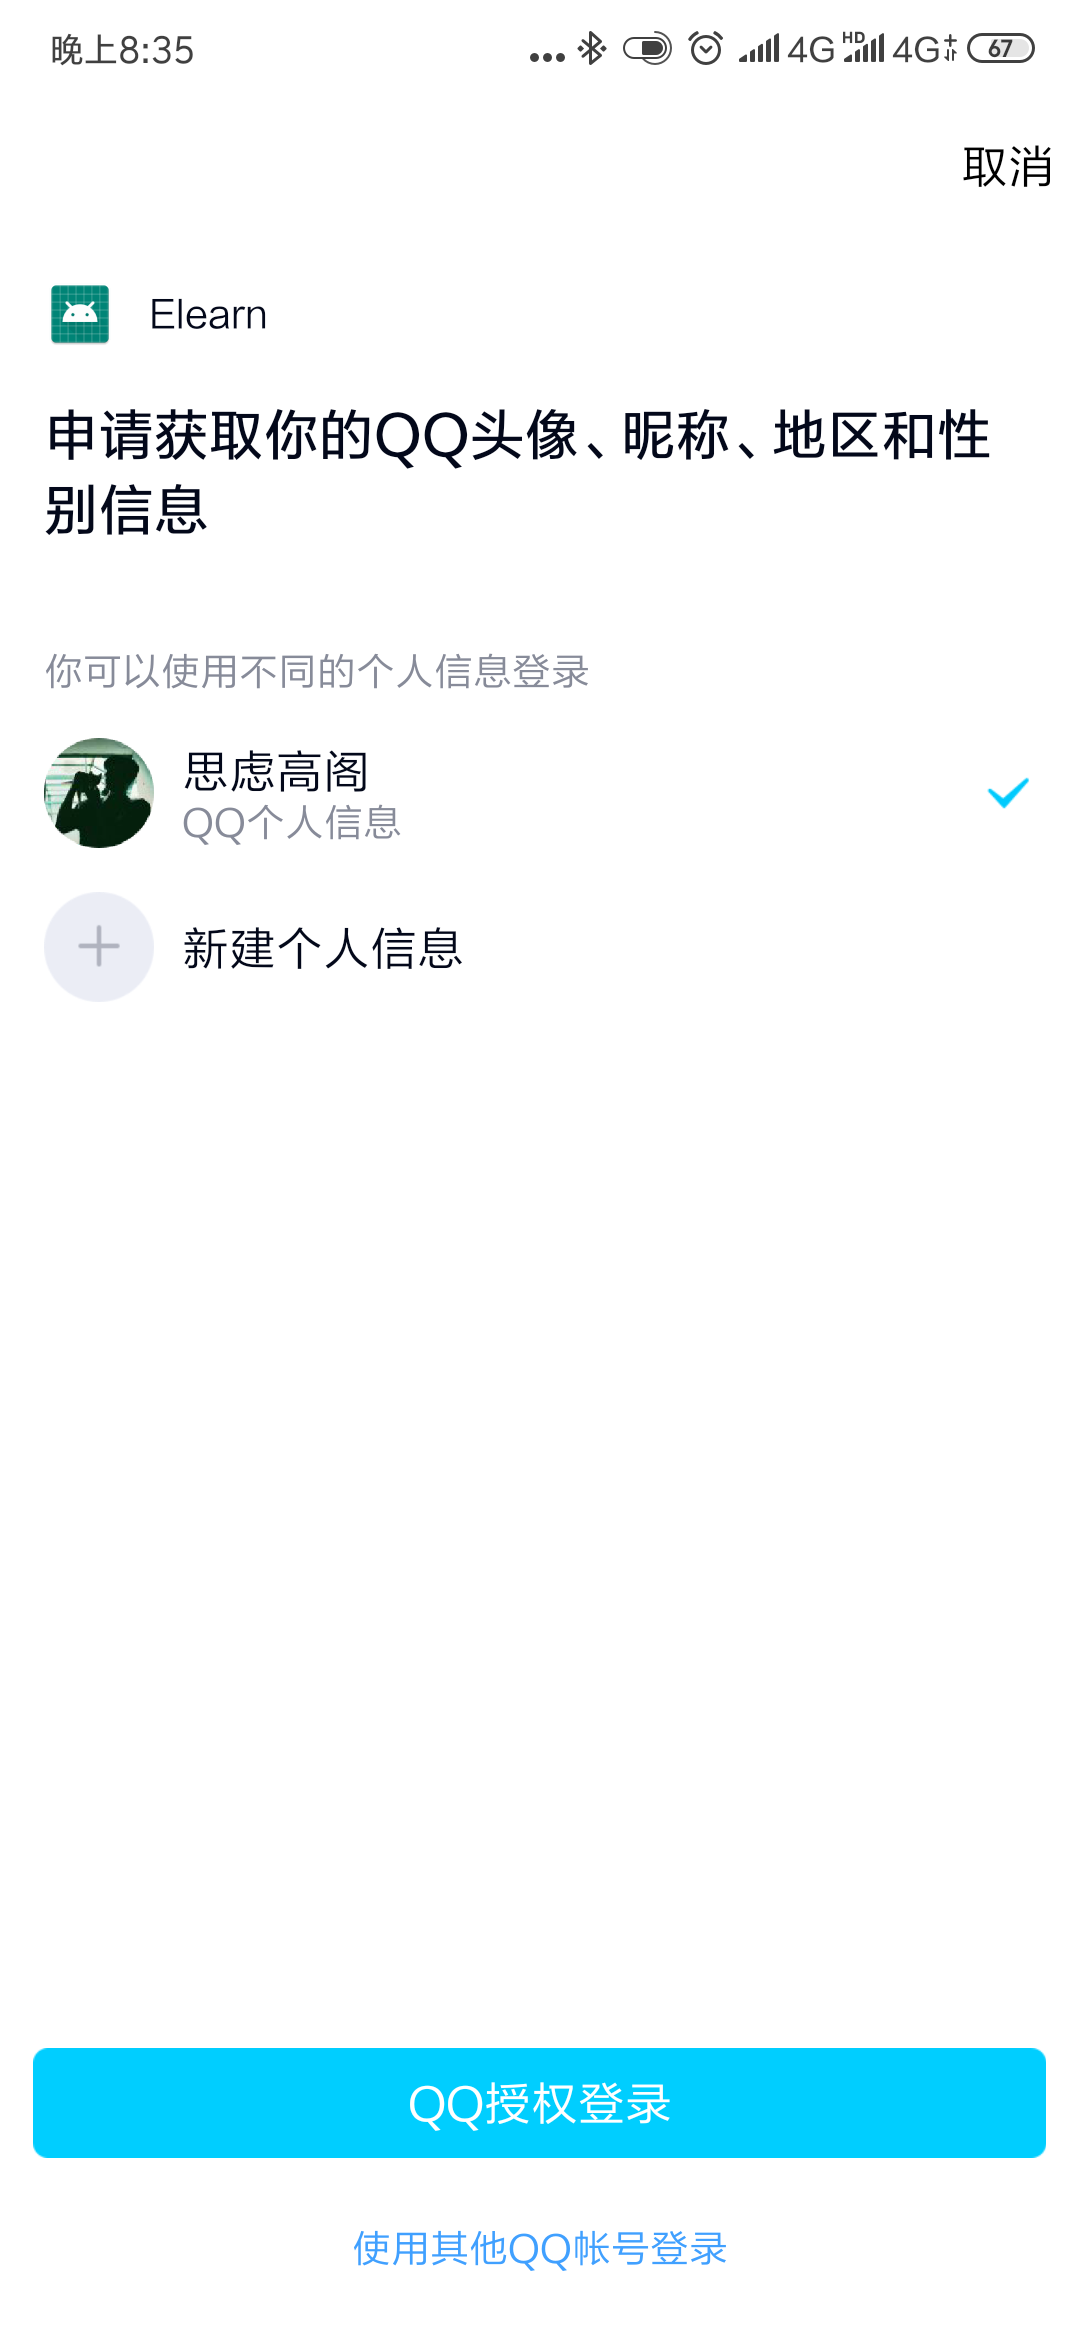 晚上8:35
4G HD 4G+ 67
取消
Elearn
申请获取你的QQ头像、昵称、地区和性
别信息
你可以使用不同的个人信息登录
思虑高阁
QQ个人信息
新建个人信息
QQ授权登录
使用其他QQ帐号登录